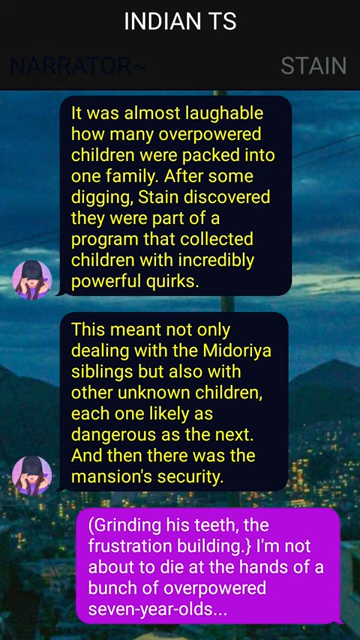 INDIAN TS
NARRATOR~ STAIN
It was almost laughable
how many overpowered
children were packed into
one family. After some
digging, Stain discovered
they were part of a
program that collected
children with incredibly
powerful quirks.
This meant not only
dealing with the Midoriya
siblings but also with
other unknown children,
each one likely as
dangerous as the next.
And then there was the
mansion's security.
(Grinding his teeth, the
frustration building.} I'm not
about to die at the hands of a
bunch of overpowered
seven-year-olds...